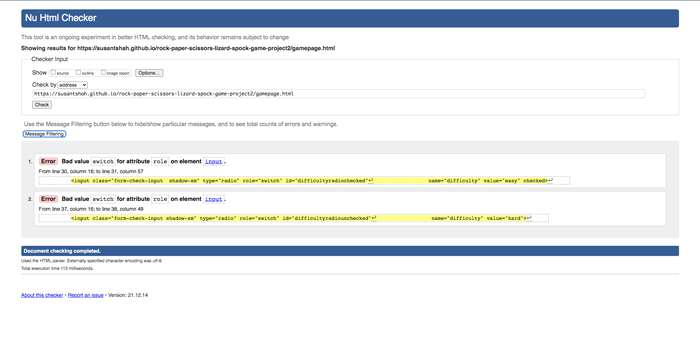 Nu Html Checker
This tool is an ongoing experiment in better HTML checking, and its behavior remains subject to change
Showing results for https://susantshah.github.io/rock-paper-scissors-lizard-spock-game-project2/gamepage.html
Checker Input
Show source outline image report Options...
Check by address
https://susantshah.github.io/rock-paper-scissors-lizard-spock-game-project2/gamepage.html
Check
Use the Message Filtering button below to hide/show particular messages, and to see total counts of errors and warnings.
Message Filtering
1. Error Bad value switch for attribute role on element input.
From line 30, column 16; to line 31, column 57
<input class="form-check-input shadow-sm" type="radio" role="switch" id="difficultyradiochecked"↩ name="difficulty" value="easy" checked>↩
2. Error Bad value switch for attribute role on element input.
From line 37, column 16; to line 38, column 49
<input class="form-check-input shadow-sm" type="radio" role="switch" id="difficultyradiounchecked"↩ name="difficulty" value="hard">↩
Document checking completed.
Used the HTML parser. Externally specified character encoding was utf-8.
Total execution time 113 milliseconds.
About this checker • Report an issue • Version: 21.12.14